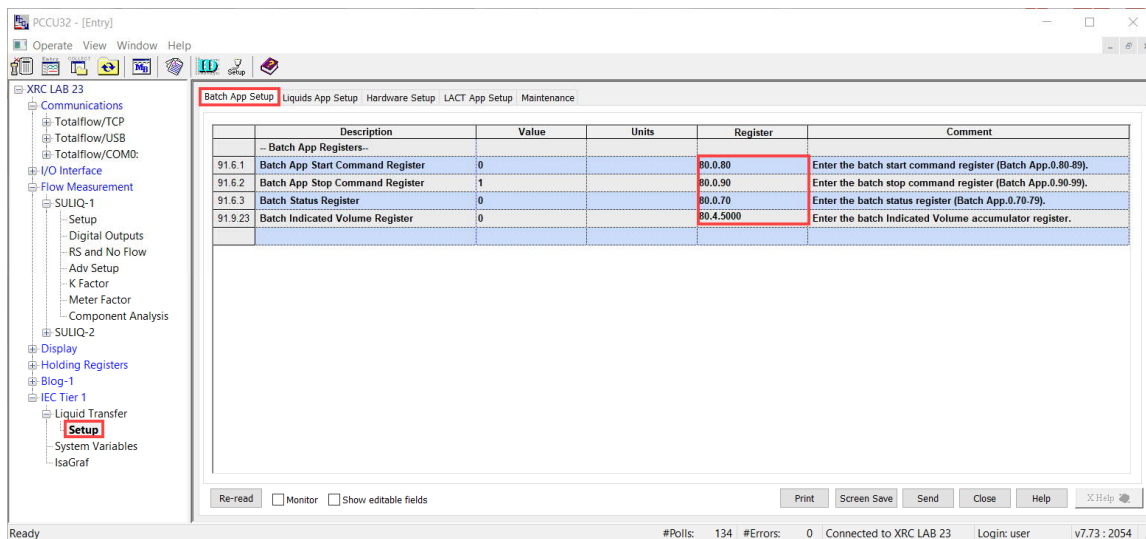 PCCU32 - [Entry]
Operate View Window Help
Entry COLLECT MB ID Setup
XRC LAB 23
Communications
Totalflow/TCP
Totalflow/USB
Totalflow/COM0:
I/O Interface
Flow Measurement
SULIQ-1
Setup
Digital Outputs
RS and No Flow
Adv Setup
K Factor
Meter Factor
Component Analysis
SULIQ-2
Display
Holding Registers
Blog-1
IEC Tier 1
Liquid Transfer
Setup
System Variables
IsaGraf
Batch App Setup Liquids App Setup Hardware Setup LACT App Setup Maintenance
Description Value Units Register Comment
-- Batch App Registers--
91.6.1 Batch App Start Command Register 0 80.0.80 Enter the batch start command register (Batch App.0.80-89).
91.6.2 Batch App Stop Command Register 1 80.0.90 Enter the batch stop command register (Batch App.0.90-99).
91.6.3 Batch Status Register 0 80.0.70 Enter the batch status register (Batch App.0.70-79).
91.9.23 Batch Indicated Volume Register 0 80.4.5000 Enter the batch Indicated Volume accumulator register.
Re-read Monitor Show editable fields Print Screen Save Send Close Help X Help
Ready #Polls: 134 #Errors: 0 Connected to XRC LAB 23 Login: user v7.73 : 2054